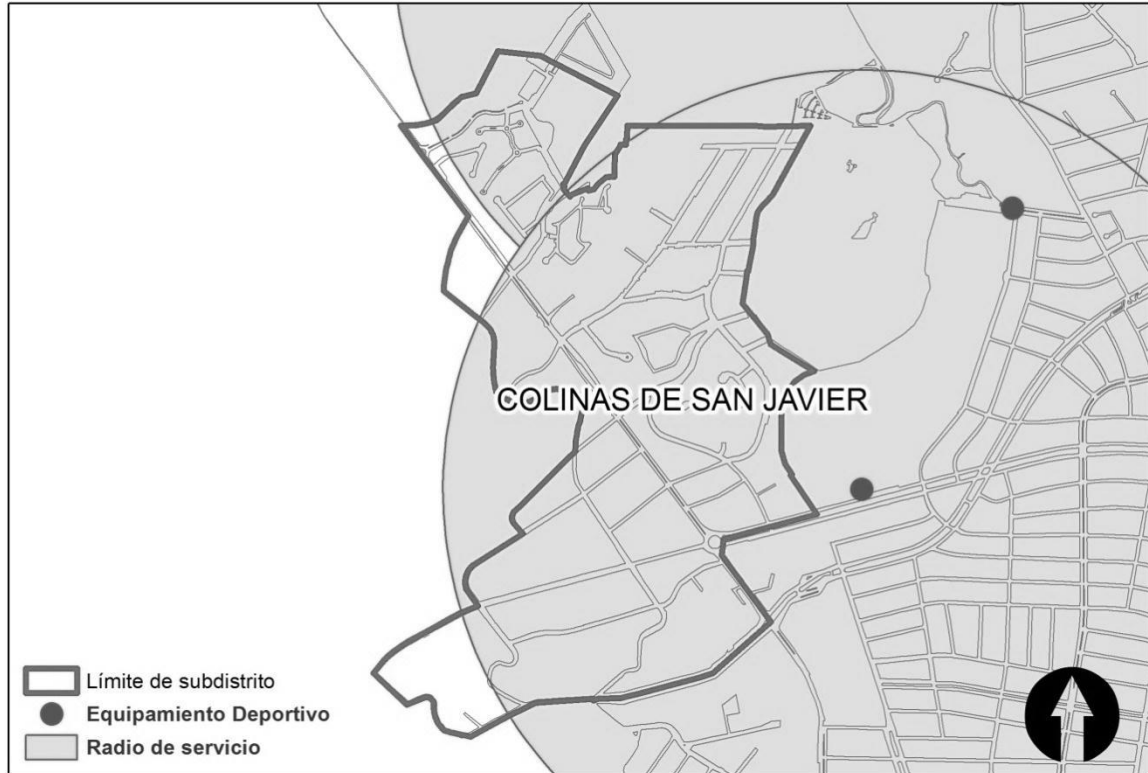 COLINAS DE SAN JAVIER
Límite de subdistrito
Equipamiento Deportivo
Radio de servicio